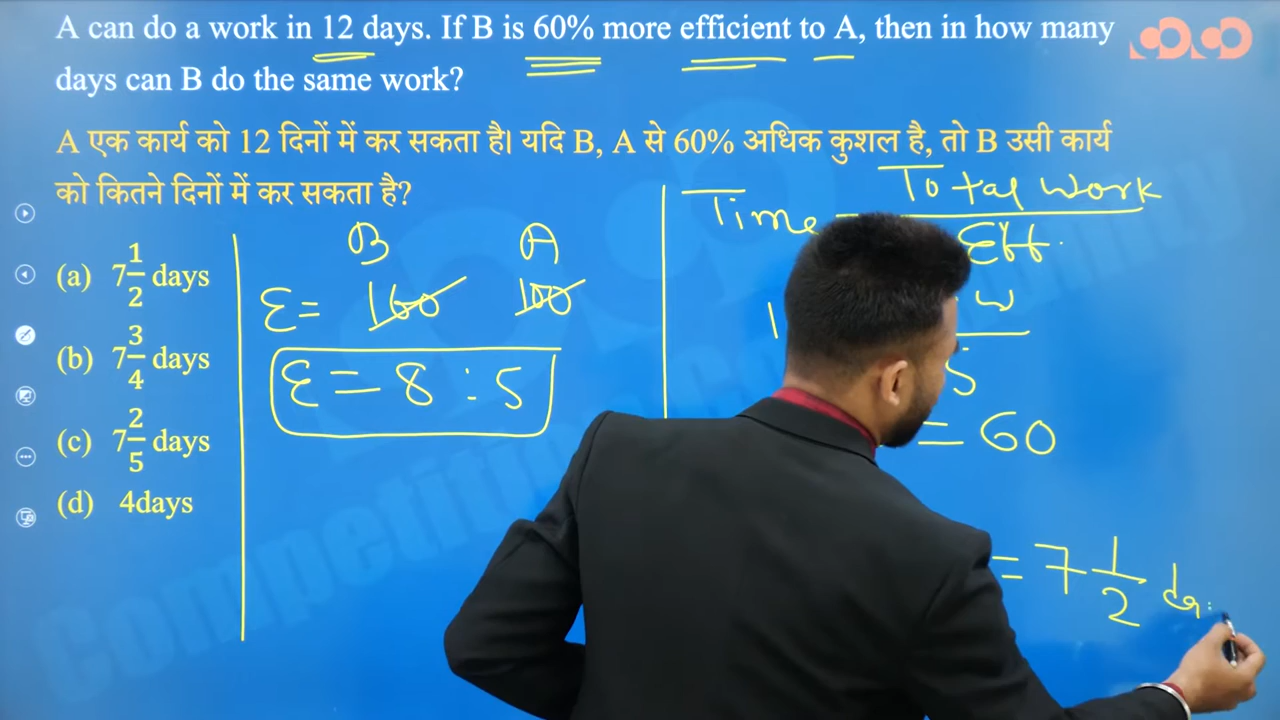 A can do a work in 12 days. If B is 60% more efficient to A, then in how many
days can B do the same work?
A एक कार्य को 12 दिनों में कर सकता है। यदि B, A से 60% अधिक कुशल है, तो B उसी कार्य
को कितने दिनों में कर सकता है?
(a) 7 1/2 days
(b) 7 3/4 days
(c) 7 2/5 days
(d) 4days
B A
Ɛ= 160 100
Ɛ = 8 : 5
Time Total Work
Eff.
W
5
= 60
= 7 1/2